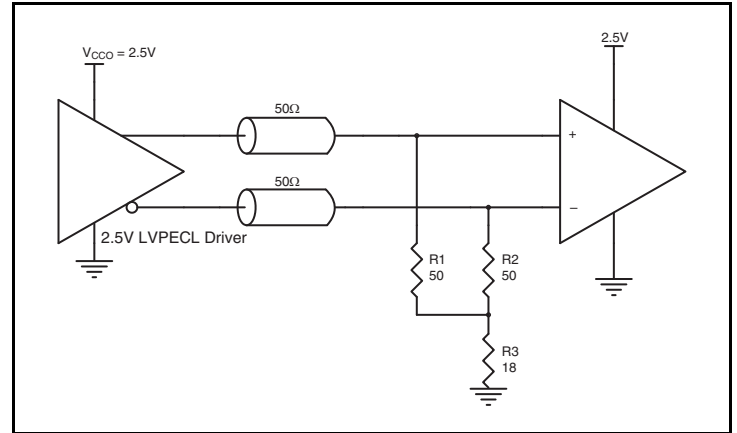 V_CCO = 2.5V
2.5V
50Ω
+
50Ω
–
2.5V LVPECL Driver
R1
50
R2
50
R3
18